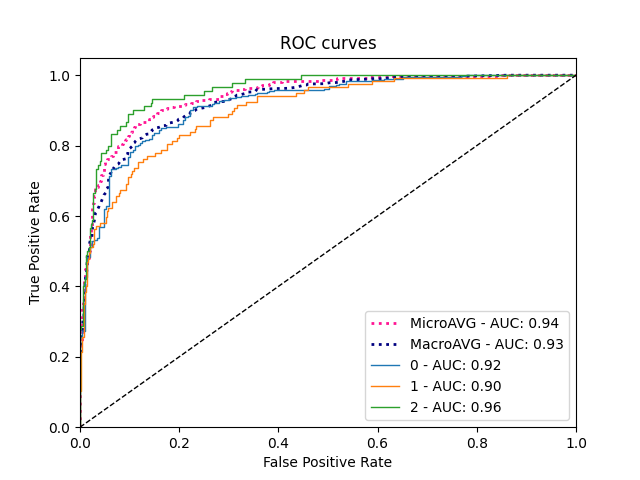 ROC curves
True Positive Rate
1.0
0.8
0.6
0.4
0.2
0.0
MicroAVG - AUC: 0.94
MacroAVG - AUC: 0.93
0 - AUC: 0.92
1 - AUC: 0.90
2 - AUC: 0.96
0.0 0.2 0.4 0.6 0.8 1.0
False Positive Rate